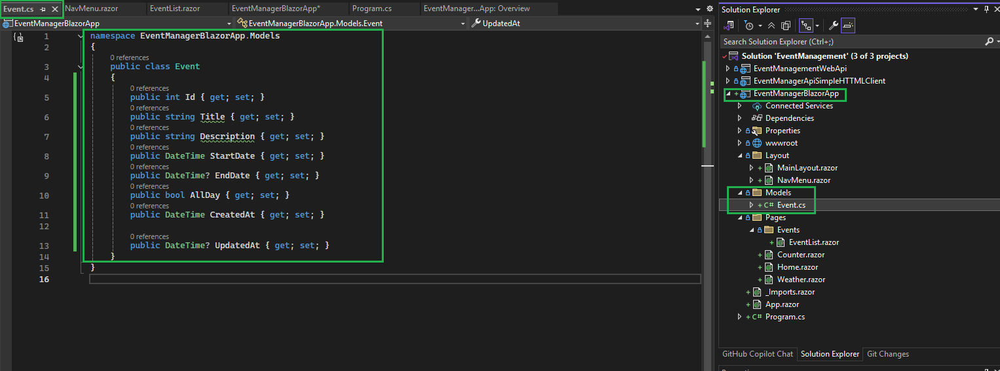 Event.cs
NavMenu.razor
EventList.razor
EventManagerBlazorApp*
Program.cs
EventManager...App: Overview
EventManagerBlazorApp
EventManagerBlazorApp.Models.Event
UpdatedAt
1 namespace EventManagerBlazorApp.Models
2 {
0 references
3 public class Event
4 {
0 references
5 public int Id { get; set; }
0 references
6 public string Title { get; set; }
0 references
7 public string Description { get; set; }
0 references
8 public DateTime StartDate { get; set; }
0 references
9 public DateTime? EndDate { get; set; }
0 references
10 public bool AllDay { get; set; }
0 references
11 public DateTime CreatedAt { get; set; }
12
0 references
13 public DateTime? UpdatedAt { get; set; }
14 }
15 }
16
Solution Explorer
Search Solution Explorer (Ctrl+;)
Solution 'EventManagement' (3 of 3 projects)
EventManagementWebApi
EventManagerApiSimpleHTTMLClient
EventManagerBlazorApp
Connected Services
Dependencies
Properties
wwwroot
Layout
MainLayout.razor
NavMenu.razor
Models
C# Event.cs
Pages
Events
EventList.razor
Counter.razor
Home.razor
Weather.razor
_Imports.razor
App.razor
C# Program.cs
GitHub Copilot Chat
Solution Explorer
Git Changes